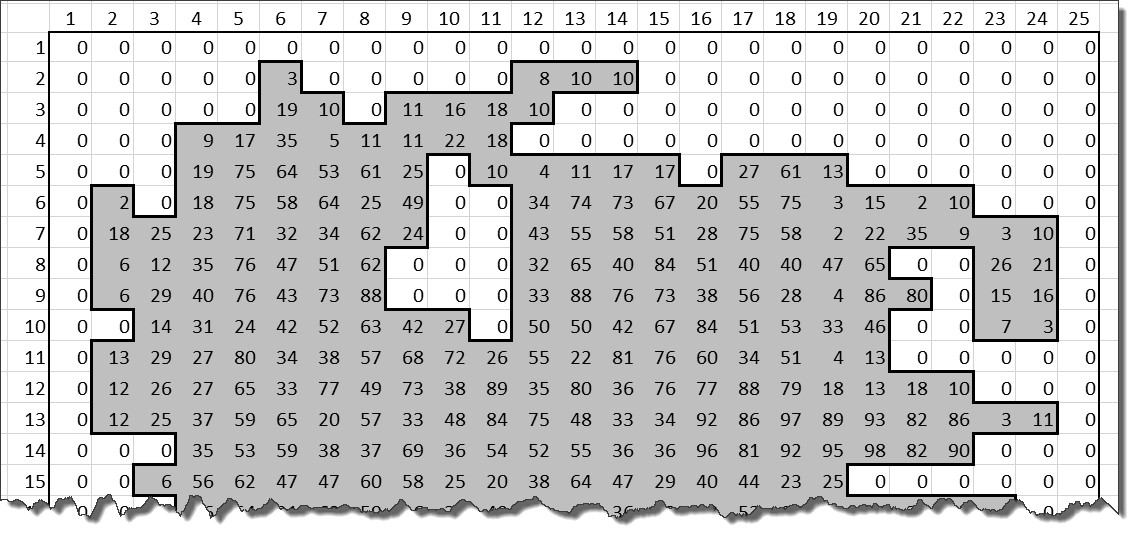 1 2 3 4 5 6 7 8 9 10 11 12 13 14 15 16 17 18 19 20 21 22 23 24 25
1 0 0 0 0 0 0 0 0 0 0 0 0 0 0 0 0 0 0 0 0 0 0 0 0 0
2 0 0 0 0 0 3 0 0 0 0 0 8 10 10 0 0 0 0 0 0 0 0 0 0 0
3 0 0 0 0 0 19 10 0 11 16 18 10 0 0 0 0 0 0 0 0 0 0 0 0 0
4 0 0 0 9 17 35 5 11 11 22 18 0 0 0 0 0 0 0 0 0 0 0 0 0 0
5 0 0 0 19 75 64 53 61 25 0 10 4 11 17 17 0 27 61 13 0 0 0 0 0 0
6 0 2 0 18 75 58 64 25 49 0 0 34 74 73 67 20 55 75 3 15 2 10 0 0 0
7 0 18 25 23 71 32 34 62 24 0 0 43 55 58 51 28 75 58 2 22 35 9 3 10 0
8 0 6 12 35 76 47 51 62 0 0 0 32 65 40 84 51 40 40 47 65 0 0 26 21 0
9 0 6 29 40 76 43 73 88 0 0 0 33 88 76 73 38 56 28 4 86 80 0 15 16 0
10 0 0 14 31 24 42 52 63 42 27 0 50 50 42 67 84 51 53 33 46 0 0 7 3 0
11 0 13 29 27 80 34 38 57 68 72 26 55 22 81 76 60 34 51 4 13 0 0 0 0 0
12 0 12 26 27 65 33 77 49 73 38 89 35 80 36 76 77 88 79 18 13 18 10 0 0 0
13 0 12 25 37 59 65 20 57 33 48 84 75 48 33 34 92 86 97 89 93 82 86 3 11 0
14 0 0 0 35 53 59 38 37 69 36 54 52 55 36 36 96 81 92 95 98 82 90 0 0 0
15 0 0 6 56 62 47 47 60 58 25 20 38 64 47 29 40 44 23 25 0 0 0 0 0 0